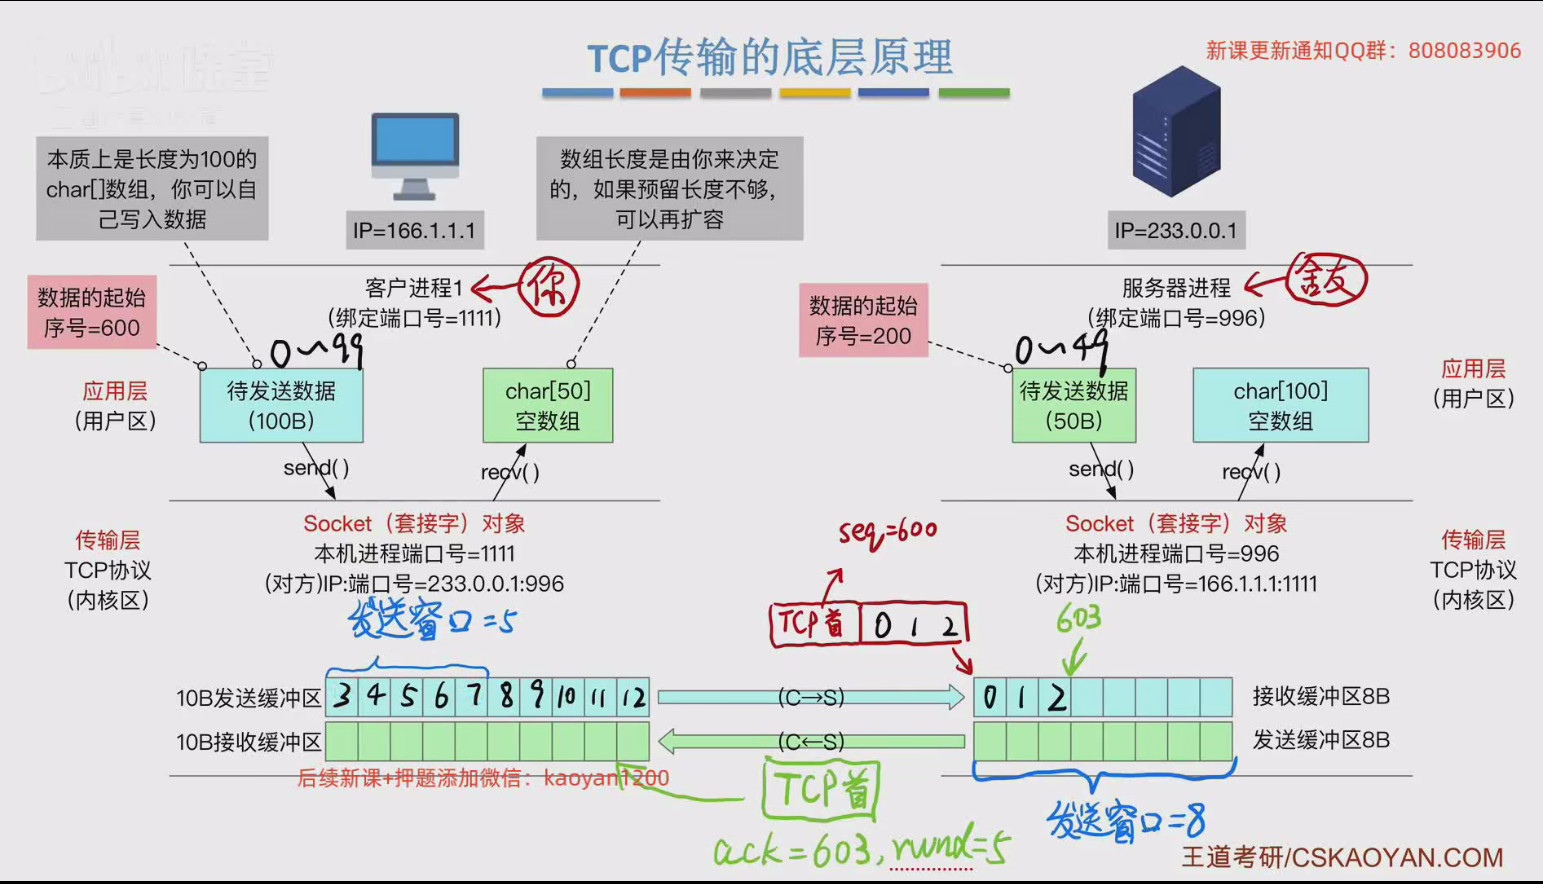 TCP传输的底层原理
新课更新通知QQ群：808083906
本质上是长度为100的
char[]数组，你可以自
己写入数据
IP=166.1.1.1
数组长度是由你来决定
的，如果预留长度不够，
可以再扩容
IP=233.0.0.1
数据的起始
序号=600
客户进程1
(绑定端口号=1111)
你
数据的起始
序号=200
服务器进程
(绑定端口号=996)
舍友
0~99
0~49
应用层
(用户区)
待发送数据
(100B)
char[50]
空数组
待发送数据
(50B)
char[100]
空数组
应用层
(用户区)
send()
recv()
send()
recv()
传输层
TCP协议
(内核区)
Socket（套接字）对象
本机进程端口号=1111
(对方)IP:端口号=233.0.0.1:996
seq=600
Socket（套接字）对象
本机进程端口号=996
(对方)IP:端口号=166.1.1.1:1111
传输层
TCP协议
(内核区)
发送窗口=5
TCP首 0 1 2
603
10B发送缓冲区
3 4 5 6 7 8 9 10 11 12
(C→S)
0 1 2
接收缓冲区8B
10B接收缓冲区
(C←S)
发送缓冲区8B
后续新课+押题添加微信：kaoyan1200
TCP首
发送窗口=8
ack=603, rwnd=5
王道考研/CSKAOYAN.COM